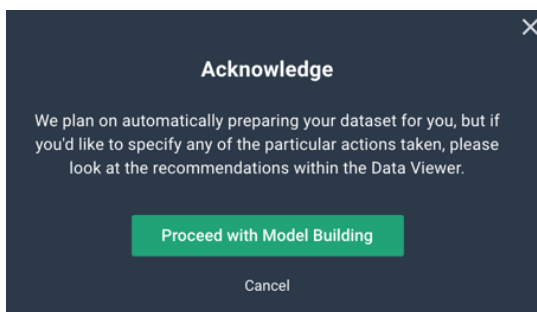 Acknowledge
We plan on automatically preparing your dataset for you, but if
you'd like to specify any of the particular actions taken, please
look at the recommendations within the Data Viewer.
Proceed with Model Building
Cancel